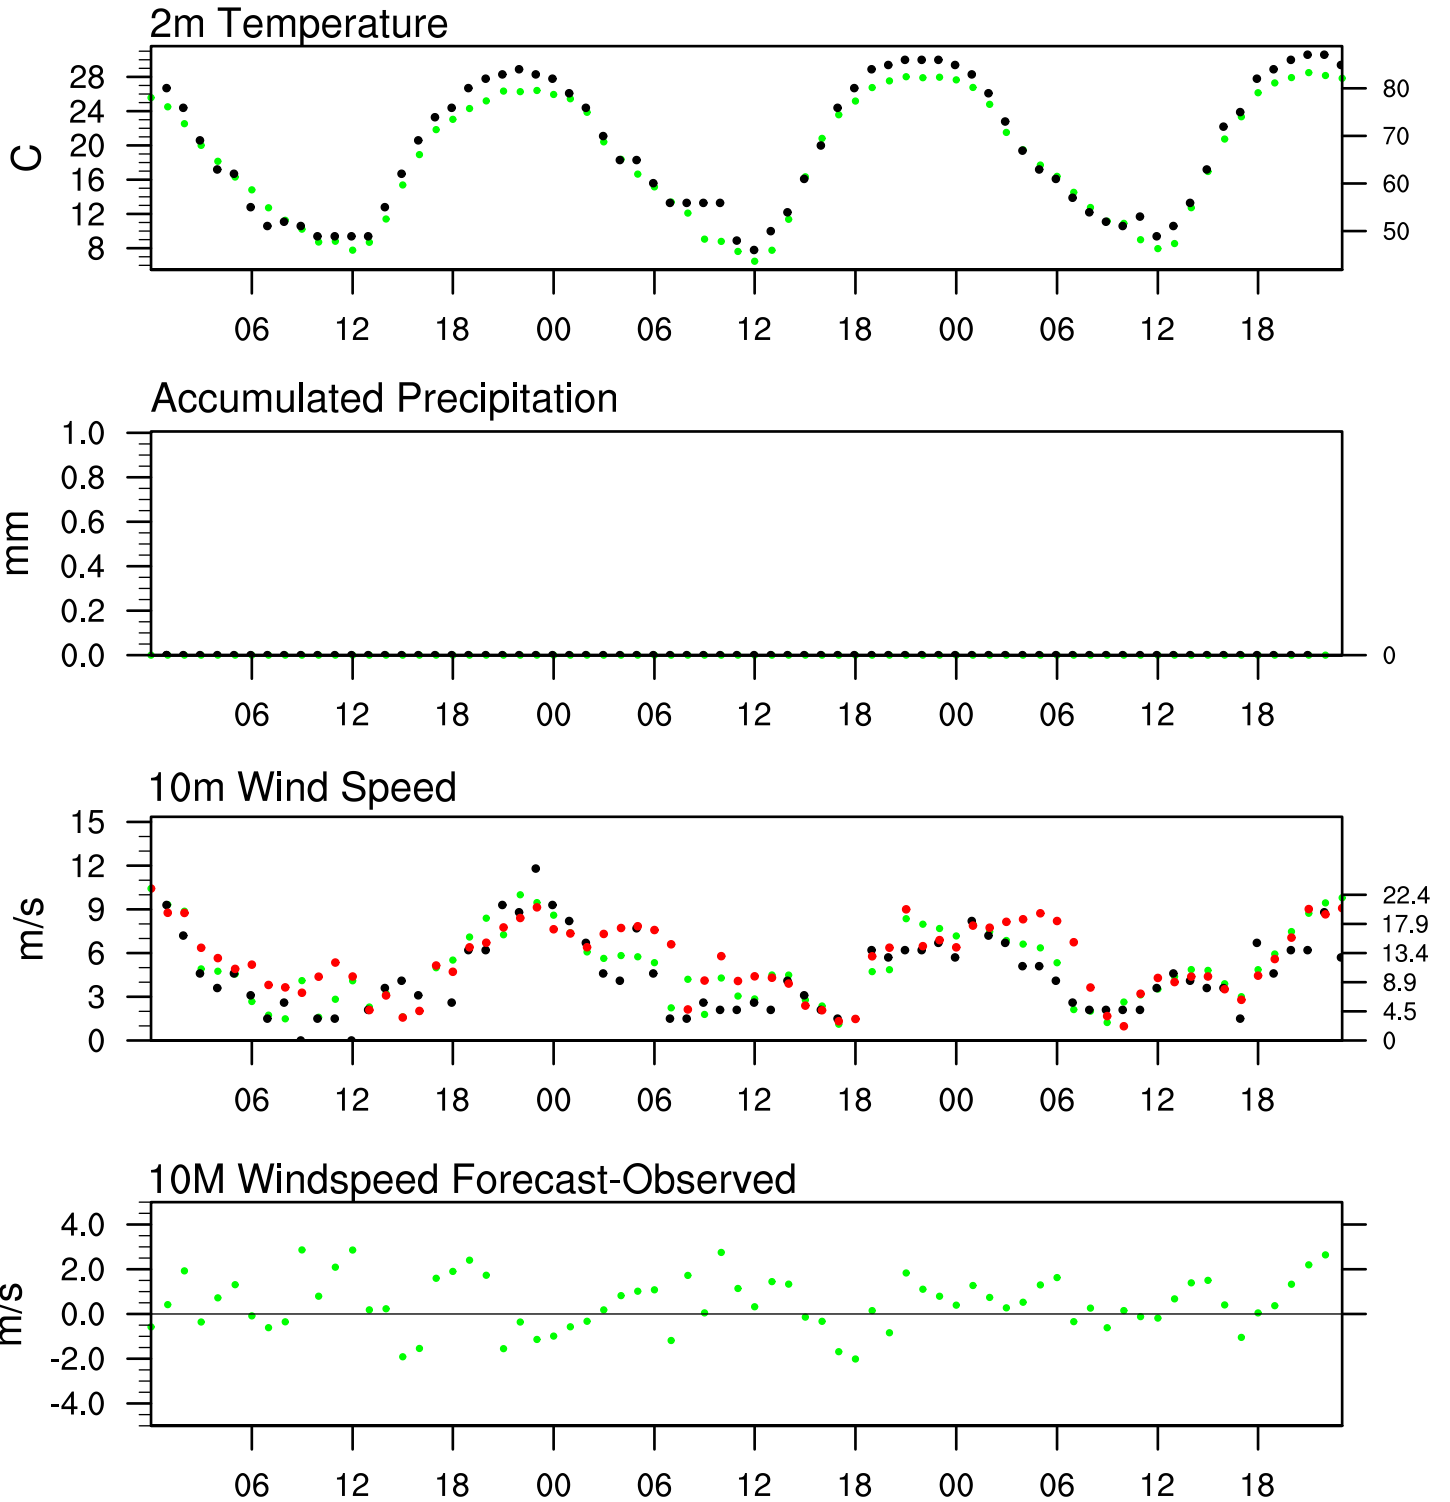 2m Temperature
28
24
20
16
12
8
C
80
70
60
50
06 12 18 00 06 12 18 00 06 12 18
Accumulated Precipitation
1.0
0.8
0.6
0.4
0.2
0.0
mm
0
06 12 18 00 06 12 18 00 06 12 18
10m Wind Speed
15
12
9
6
3
0
m/s
22.4
17.9
13.4
8.9
4.5
0
06 12 18 00 06 12 18 00 06 12 18
10M Windspeed Forecast-Observed
4.0
2.0
0.0
-2.0
-4.0
m/s
06 12 18 00 06 12 18 00 06 12 18